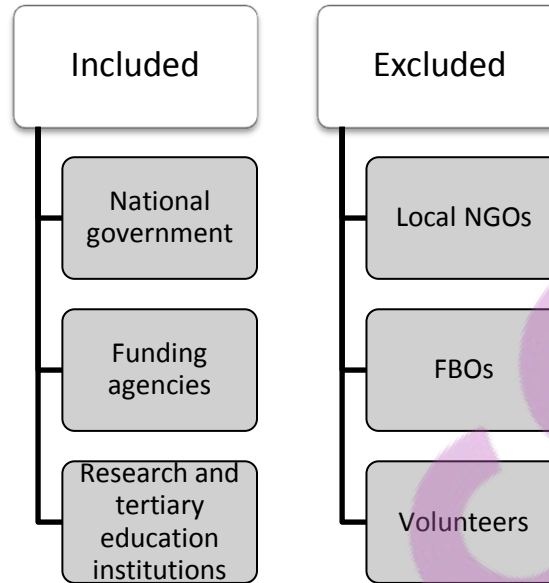 Included
National
government
Funding
agencies
Research and
tertiary
education
institutions
Excluded
Local NGOs
FBOs
Volunteers